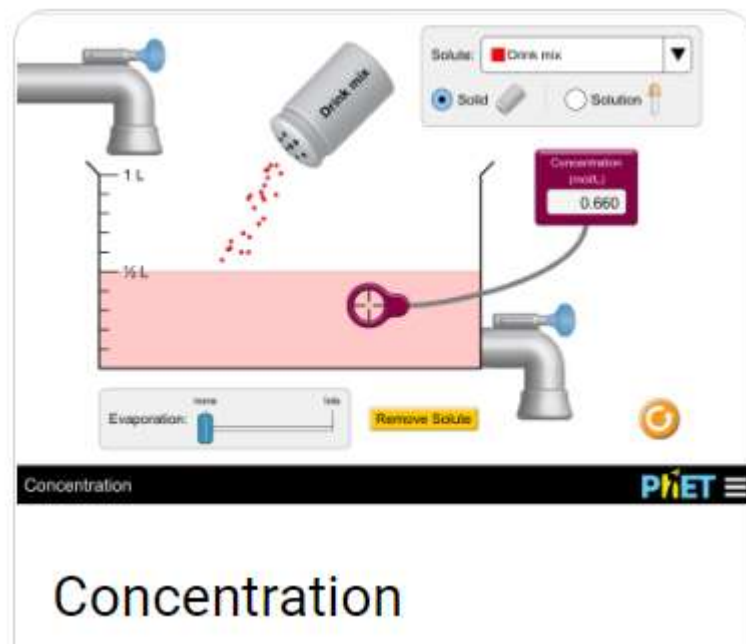 Solute: Drink mix
Drink mix
Solid
Solution
1 L
Concentration
(mol/L)
0.660
½ L
none
lots
Evaporation:
Remove Solute
Concentration
PhET
Concentration